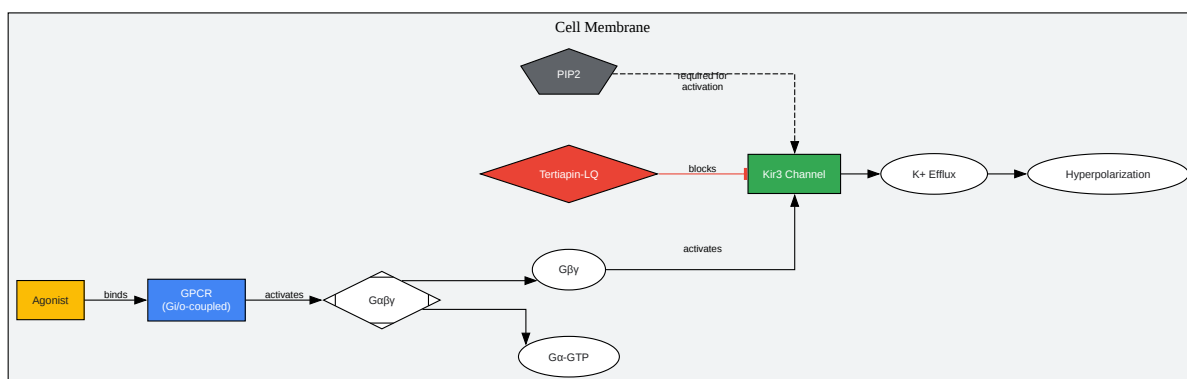 Cell Membrane
PIP2
required for
activation
Tertiapin-LQ
blocks
Kir3 Channel
K+ Efflux
Hyperpolarization
activates
Gβγ
Agonist
binds
GPCR
(Gi/o-coupled)
activates
Gαβγ
Gα-GTP